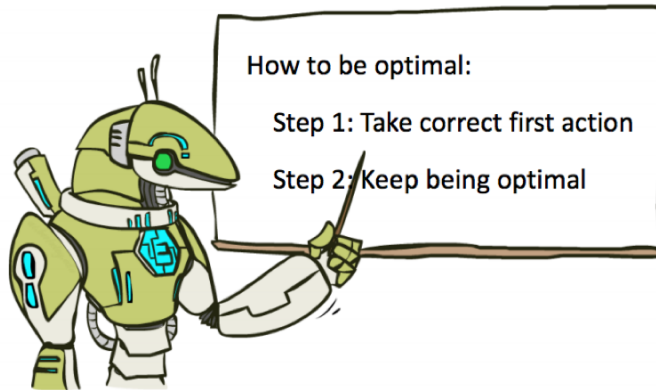 How to be optimal:
Step 1: Take correct first action
Step 2: Keep being optimal